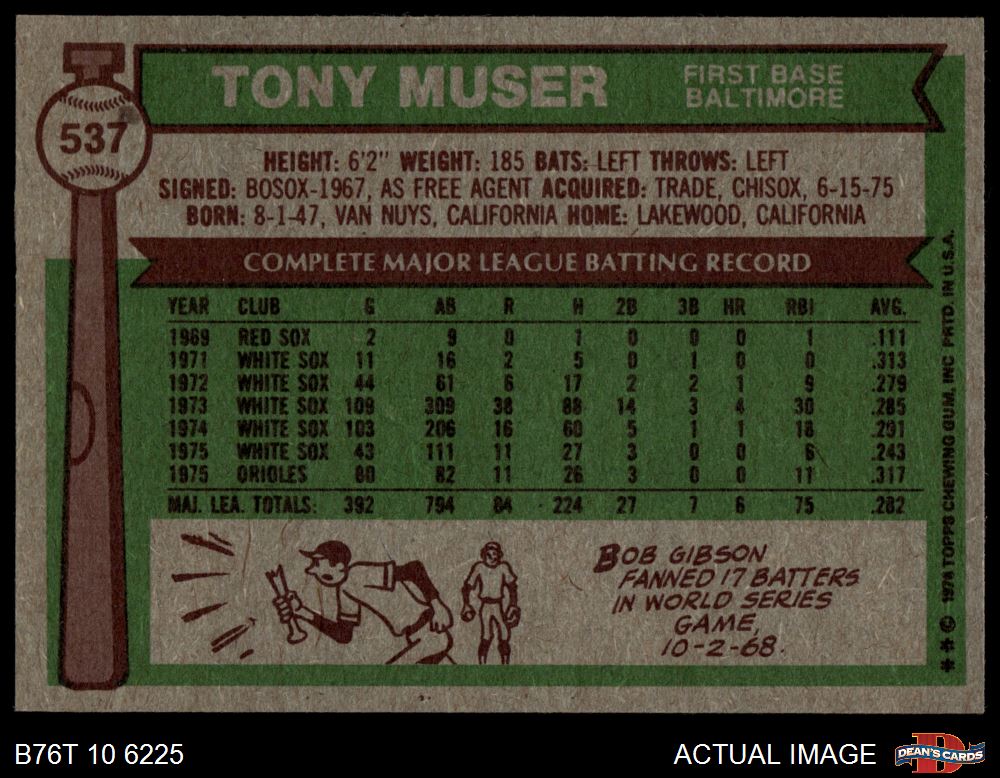 TONY MUSER
FIRST BASE
BALTIMORE
537
HEIGHT: 6'2" WEIGHT: 185 BATS: LEFT THROWS: LEFT
SIGNED: BOSOX-1967, AS FREE AGENT ACQUIRED: TRADE, CHISOX, 6-15-75
BORN: 8-1-47, VAN NUYS, CALIFORNIA HOME: LAKEWOOD, CALIFORNIA
COMPLETE MAJOR LEAGUE BATTING RECORD
YEAR CLUB G AB R H 2B 3B HR RBI AVG.
1969 RED SOX 2 9 0 1 0 0 0 1 .111
1971 WHITE SOX 11 16 2 5 0 1 0 0 .313
1972 WHITE SOX 44 61 6 17 2 2 1 9 .279
1973 WHITE SOX 109 309 38 88 14 3 4 30 .285
1974 WHITE SOX 103 206 16 60 5 1 1 18 .291
1975 WHITE SOX 43 111 11 27 3 0 0 6 .243
1975 ORIOLES 80 82 11 26 3 0 0 11 .317
MAJ. LEA. TOTALS: 392 794 84 224 27 7 6 75 .282
BOB GIBSON
FANNED 17 BATTERS
IN WORLD SERIES
GAME,
10-2-68.
** © 1976 TOPPS CHEWING GUM, INC PRTD. IN U.S.A.
B76T 10 6225
ACTUAL IMAGE
D
DEAN'S CARDS